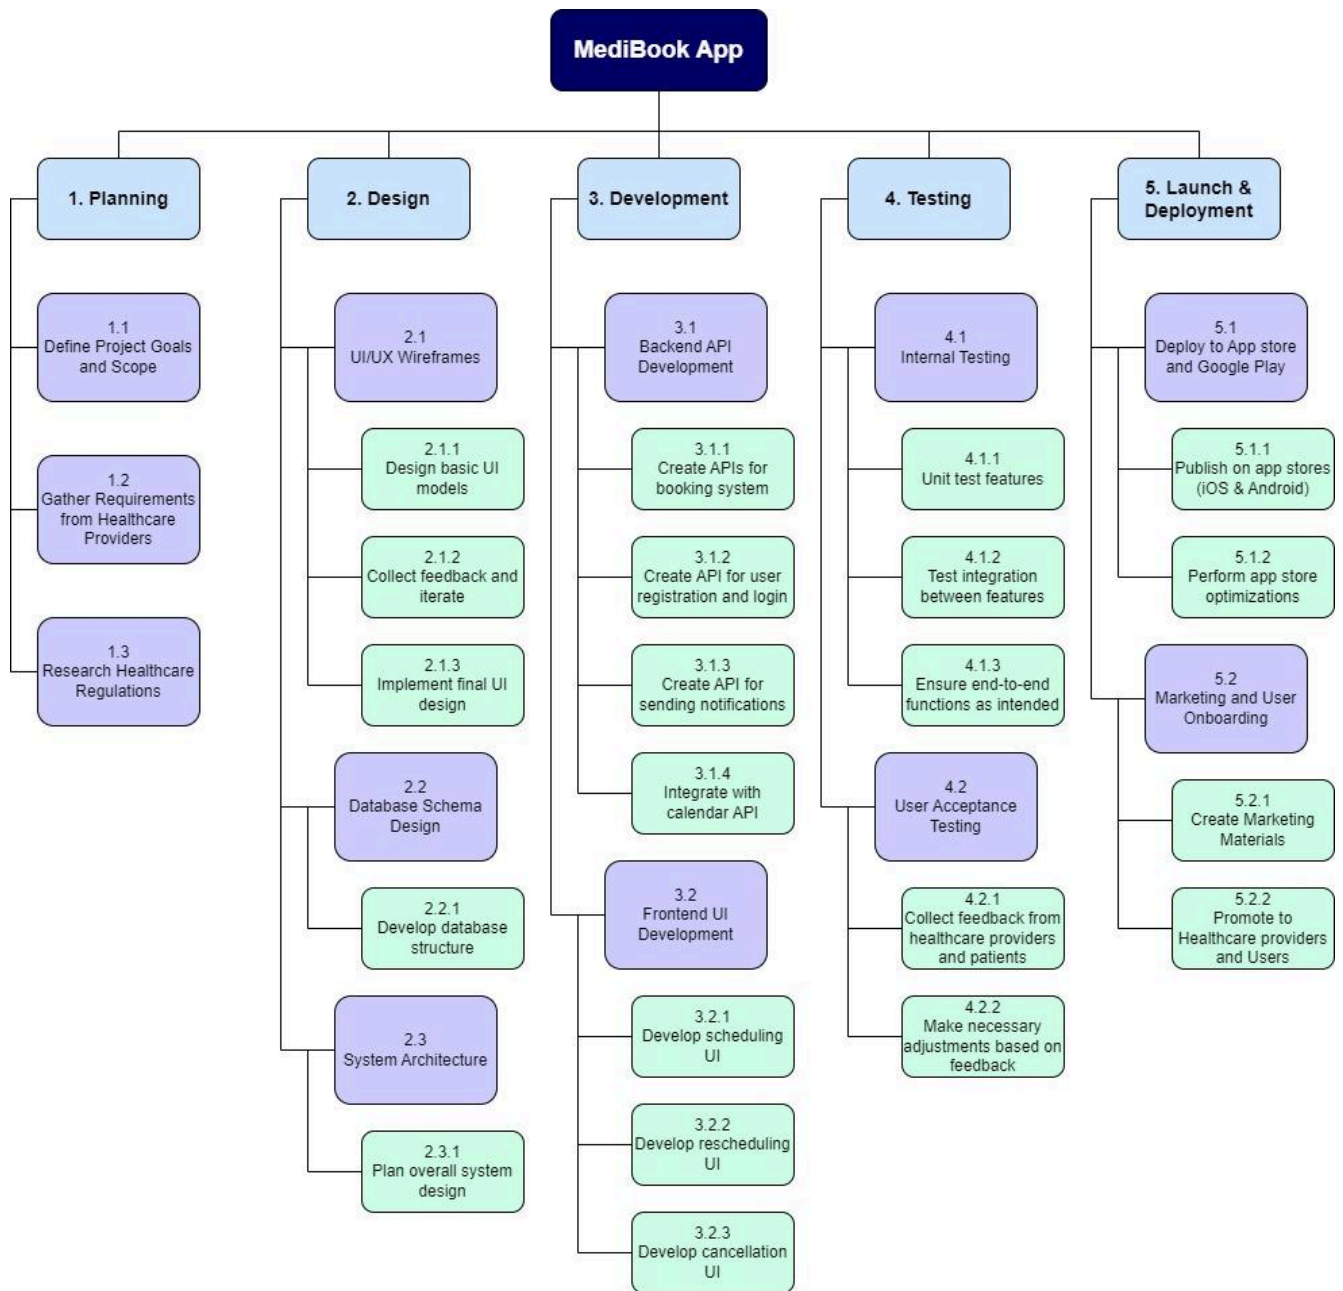 MediBook App
1. Planning
1.1
Define Project Goals
and Scope
1.2
Gather Requirements
from Healthcare
Providers
1.3
Research Healthcare
Regulations
2. Design
2.1
UI/UX Wireframes
2.1.1
Design basic UI
models
2.1.2
Collect feedback and
iterate
2.1.3
Implement final UI
design
2.2
Database Schema
Design
2.2.1
Develop database
structure
2.3
System Architecture
2.3.1
Plan overall system
design
3. Development
3.1
Backend API
Development
3.1.1
Create APIs for
booking system
3.1.2
Create API for user
registration and login
3.1.3
Create API for
sending notifications
3.1.4
Integrate with
calendar API
3.2
Frontend UI
Development
3.2.1
Develop scheduling
UI
3.2.2
Develop rescheduling
UI
3.2.3
Develop cancellation
UI
4. Testing
4.1
Internal Testing
4.1.1
Unit test features
4.1.2
Test integration
between features
4.1.3
Ensure end-to-end
functions as intended
4.2
User Acceptance
Testing
4.2.1
Collect feedback from
healthcare providers
and patients
4.2.2
Make necessary
adjustments based on
feedback
5. Launch &
Deployment
5.1
Deploy to App store
and Google Play
5.1.1
Publish on app stores
(iOS & Android)
5.1.2
Perform app store
optimizations
5.2
Marketing and User
Onboarding
5.2.1
Create Marketing
Materials
5.2.2
Promote to
Healthcare providers
and Users